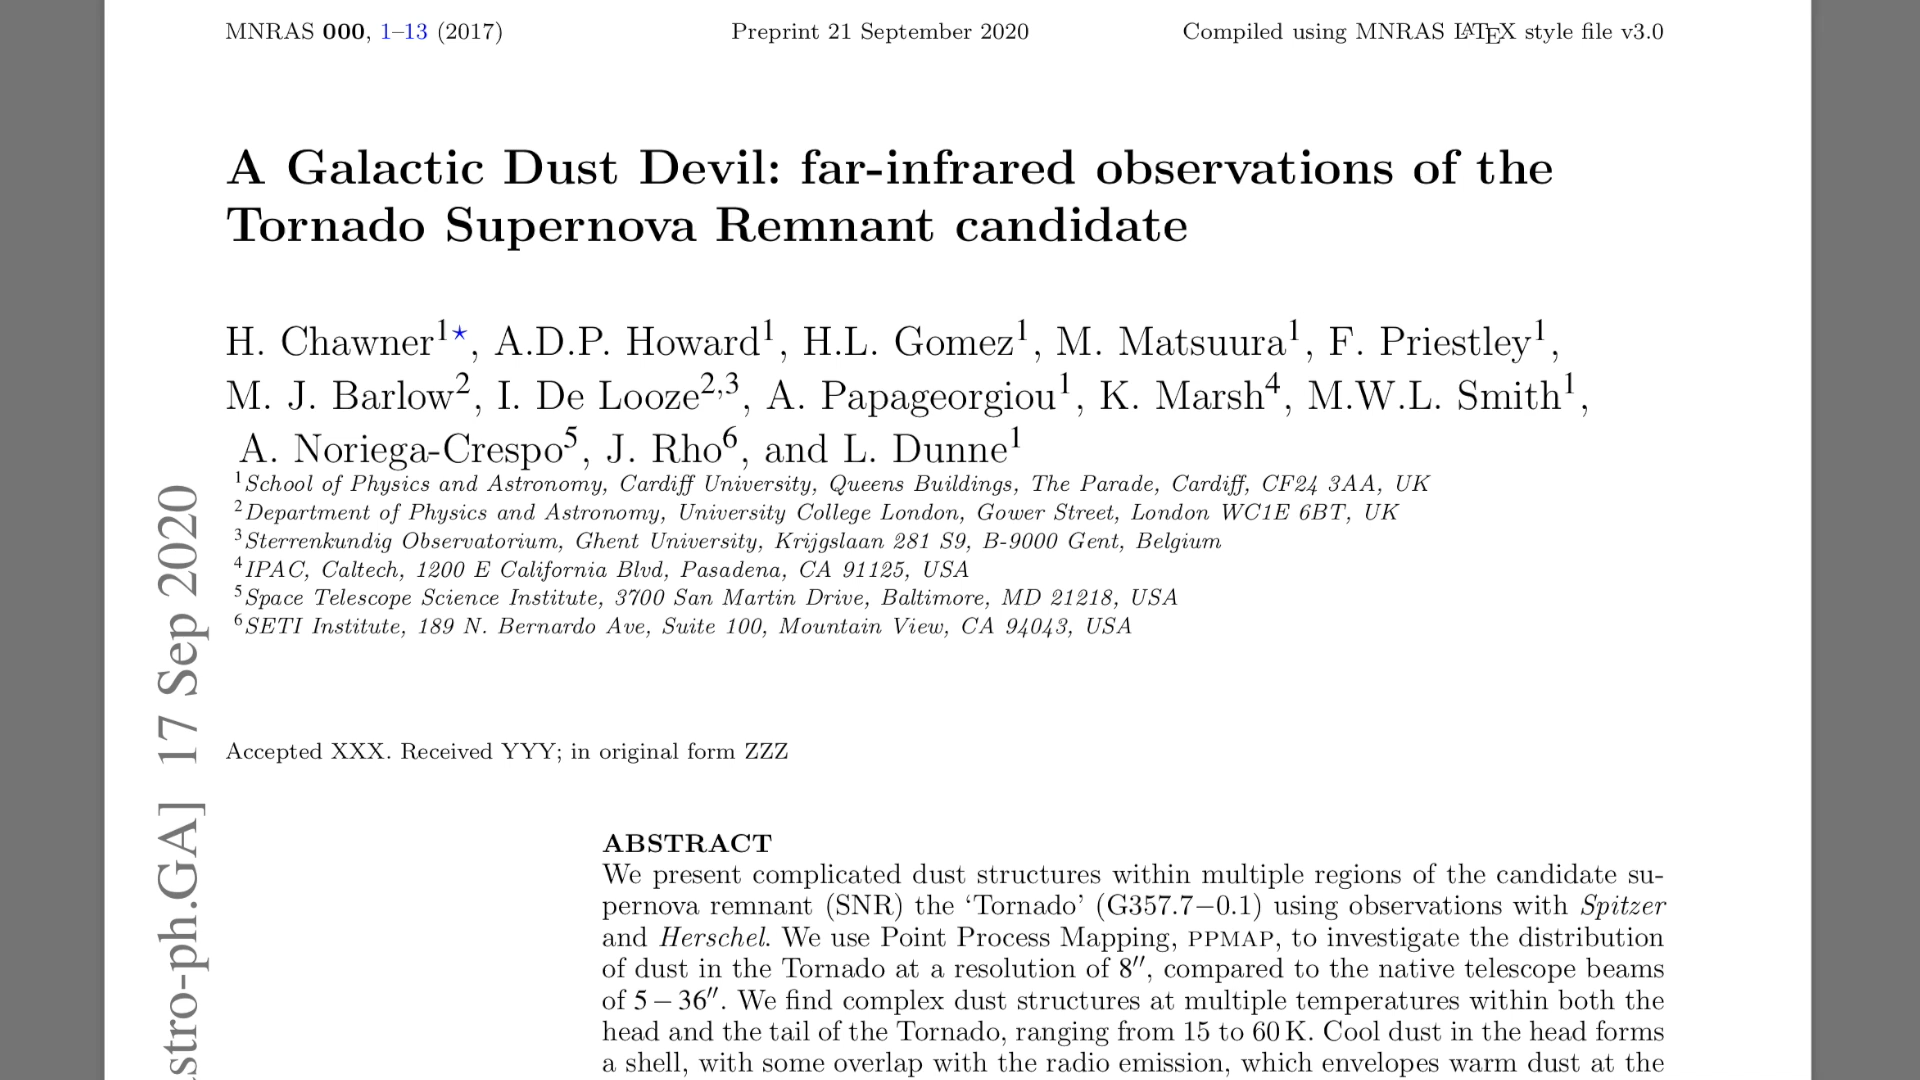 MNRAS 000, 1–13 (2017) Preprint 21 September 2020 Compiled using MNRAS LATEX style file v3.0
A Galactic Dust Devil: far-infrared observations of the
Tornado Supernova Remnant candidate
H. Chawner1⋆, A.D.P. Howard1, H.L. Gomez1, M. Matsuura1, F. Priestley1,
M. J. Barlow2, I. De Looze2,3, A. Papageorgiou1, K. Marsh4, M.W.L. Smith1,
A. Noriega-Crespo5, J. Rho6, and L. Dunne1
1School of Physics and Astronomy, Cardiff University, Queens Buildings, The Parade, Cardiff, CF24 3AA, UK
2Department of Physics and Astronomy, University College London, Gower Street, London WC1E 6BT, UK
3Sterrenkundig Observatorium, Ghent University, Krijgslaan 281 S9, B-9000 Gent, Belgium
4IPAC, Caltech, 1200 E California Blvd, Pasadena, CA 91125, USA
5Space Telescope Science Institute, 3700 San Martin Drive, Baltimore, MD 21218, USA
6SETI Institute, 189 N. Bernardo Ave, Suite 100, Mountain View, CA 94043, USA
Accepted XXX. Received YYY; in original form ZZZ
ABSTRACT
We present complicated dust structures within multiple regions of the candidate su-
pernova remnant (SNR) the ‘Tornado’ (G357.7−0.1) using observations with Spitzer
and Herschel. We use Point Process Mapping, PPMAP, to investigate the distribution
of dust in the Tornado at a resolution of 8″, compared to the native telescope beams
of 5 – 36″. We find complex dust structures at multiple temperatures within both the
head and the tail of the Tornado, ranging from 15 to 60 K. Cool dust in the head forms
a shell, with some overlap with the radio emission, which envelopes warm dust at the
stro-ph.GA] 17 Sep 2020